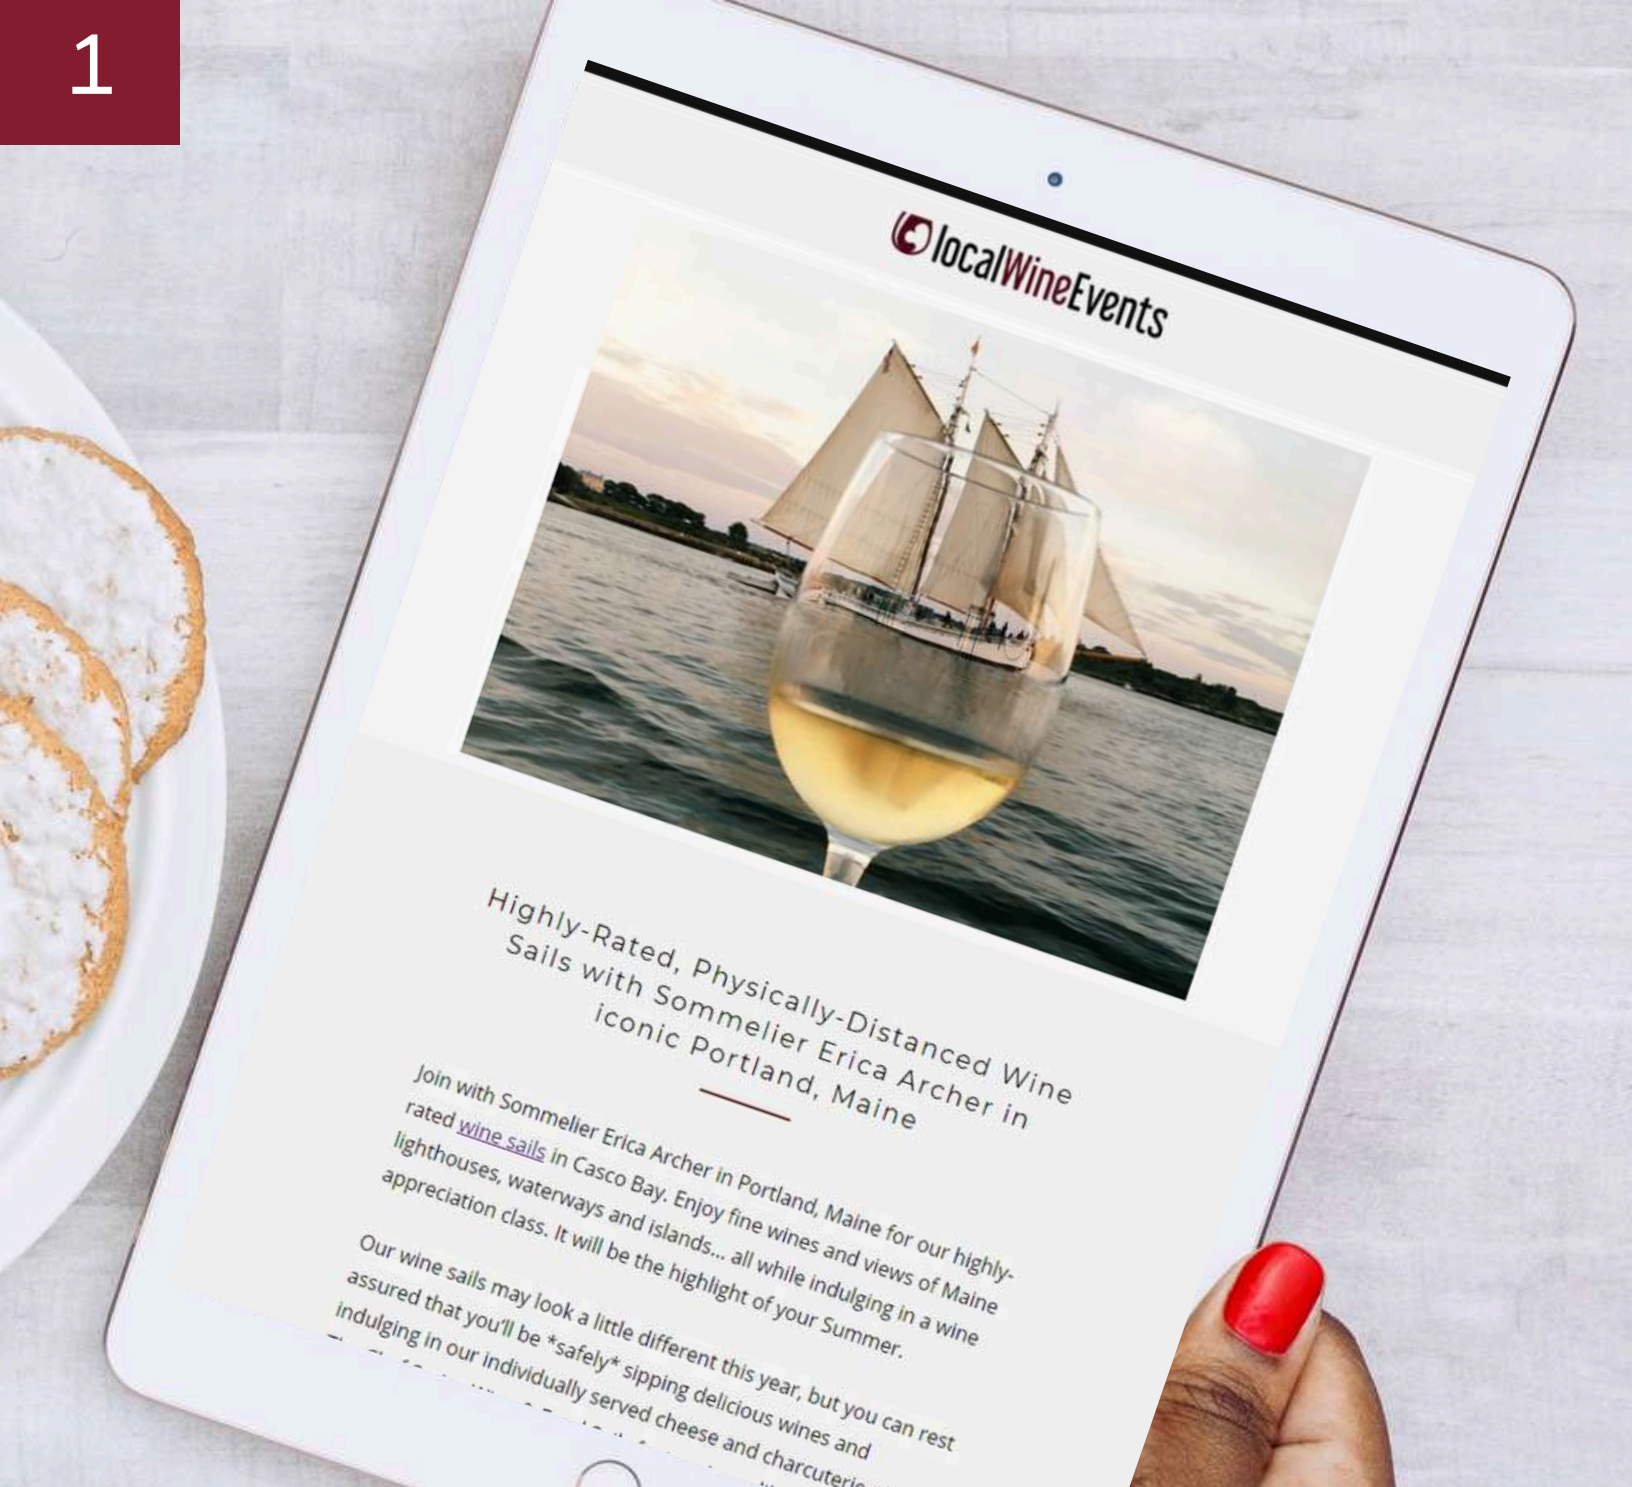 1
localWineEvents
Highly-Rated, Physically-Distanced Wine
Sails with Sommelier Erica Archer in
iconic Portland, Maine
Join with Sommelier Erica Archer in Portland, Maine for our highly-
rated wine sails in Casco Bay. Enjoy fine wines and views of Maine
lighthouses, waterways and islands... all while indulging in a wine
appreciation class. It will be the highlight of your Summer.
Our wine sails may look a little different this year, but you can rest
assured that you'll be *safely* sipping delicious wines and
indulging in our individually served cheese and charcuterie